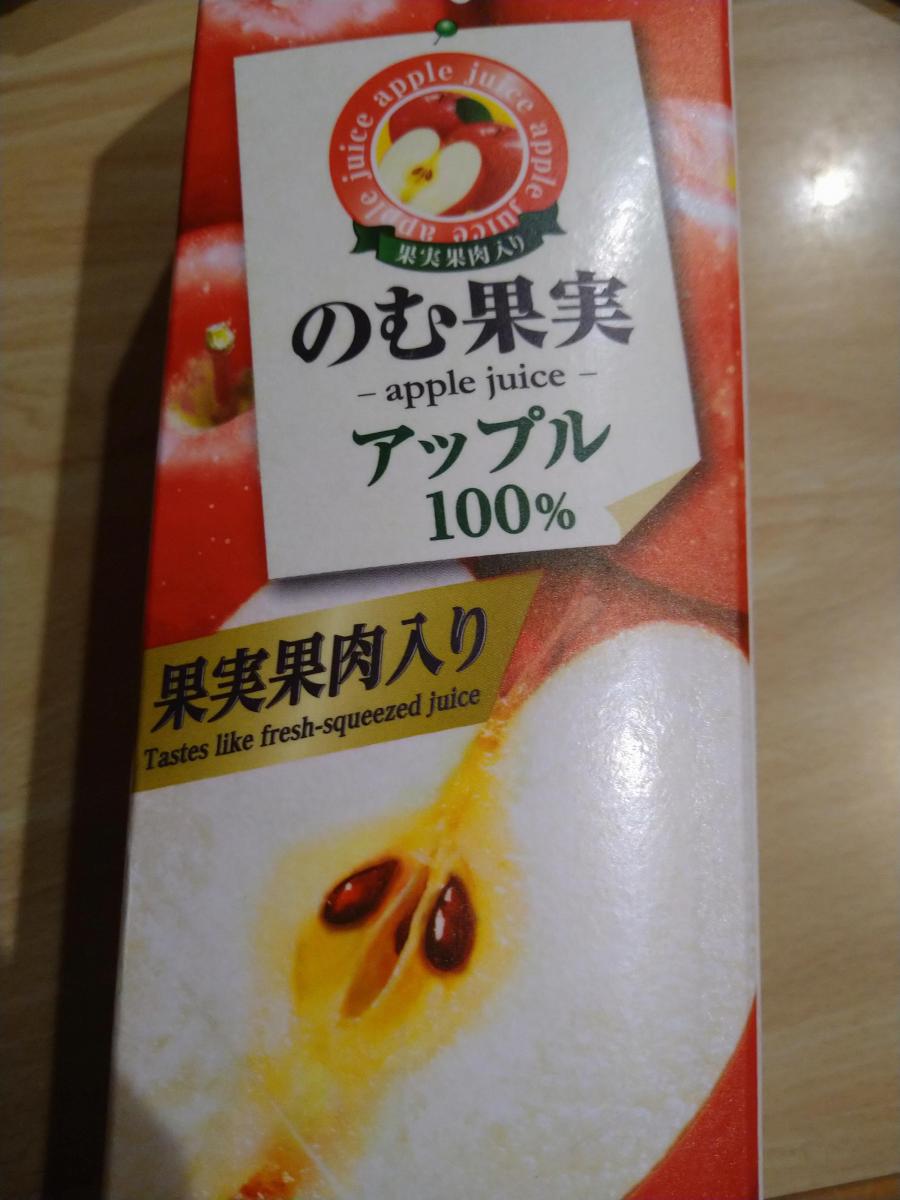 apple juice apple juice apple juice
果実果肉入り
のむ果実
– apple juice –
アップル
100%
果実果肉入り
Tastes like fresh-squeezed juice